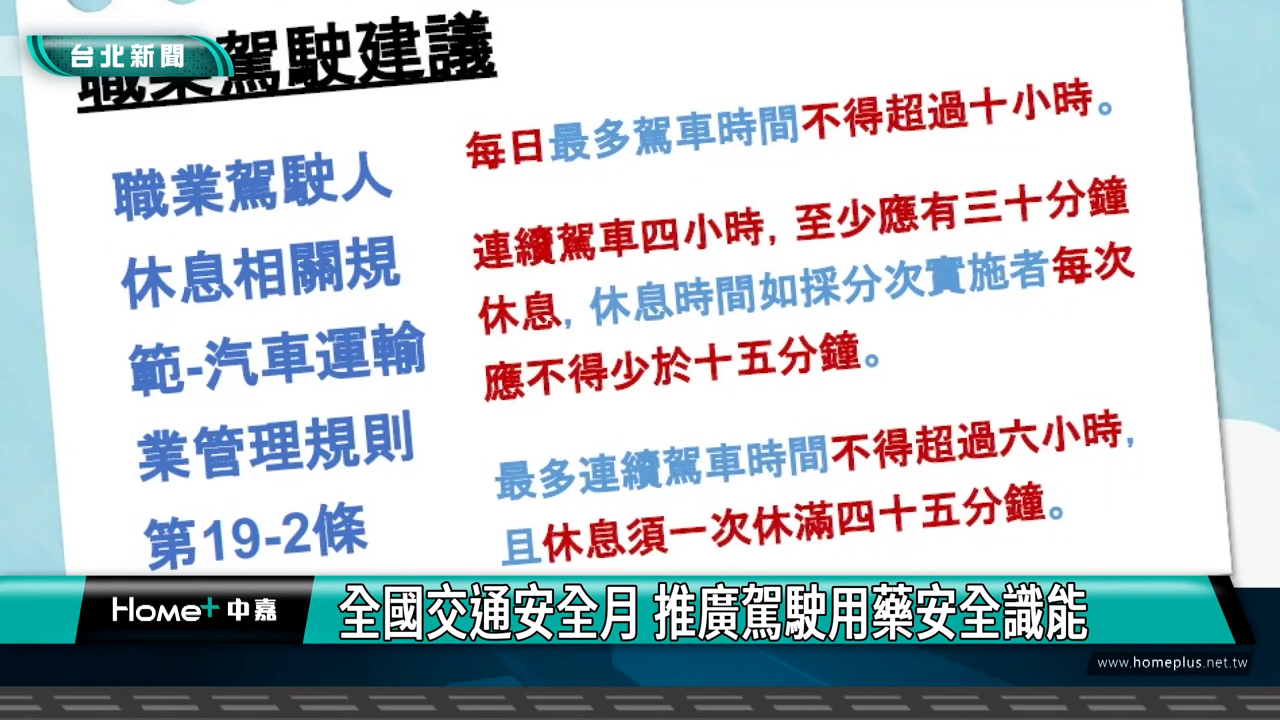 台北新聞
職業駕駛建議
職業駕駛人
休息相關規
範-汽車運輸
業管理規則
第19-2條
每日最多駕車時間不得超過十小時。
連續駕車四小時, 至少應有三十分鐘
休息, 休息時間如採分次實施者每次
應不得少於十五分鐘。
最多連續駕車時間不得超過六小時,
且休息須一次休滿四十五分鐘。
Home+中嘉
全國交通安全月 推廣駕駛用藥安全識能
www.homeplus.net.tw